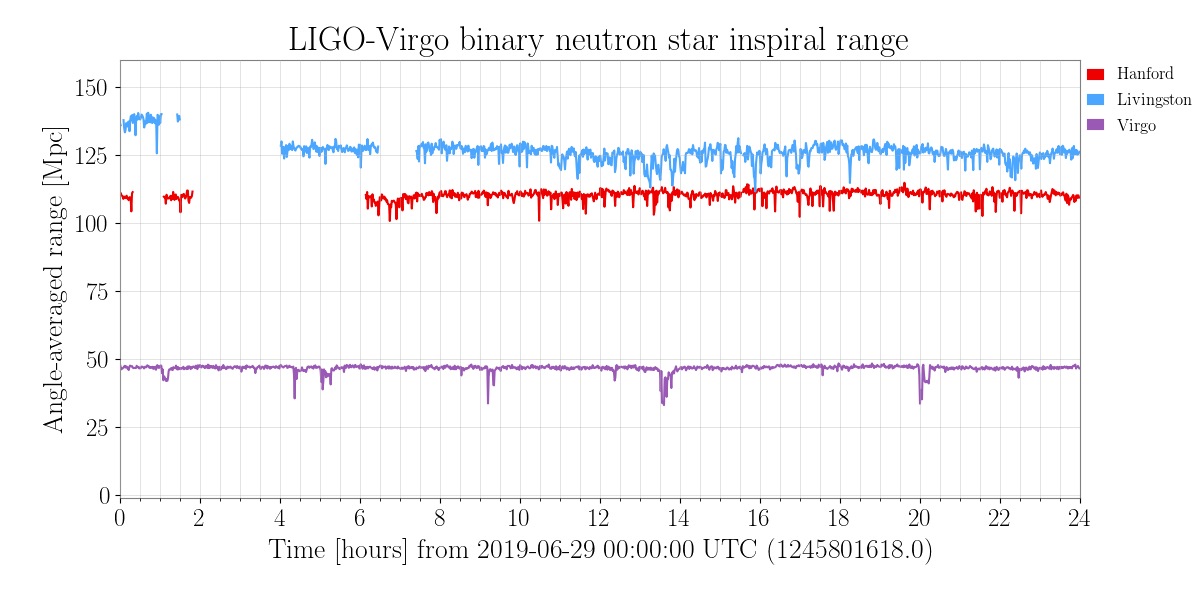 LIGO-Virgo binary neutron star inspiral range
Hanford
Livingston
Virgo
Angle-averaged range [Mpc]
150
125
100
75
50
25
0
0 2 4 6 8 10 12 14 16 18 20 22 24
Time [hours] from 2019-06-29 00:00:00 UTC (1245801618.0)